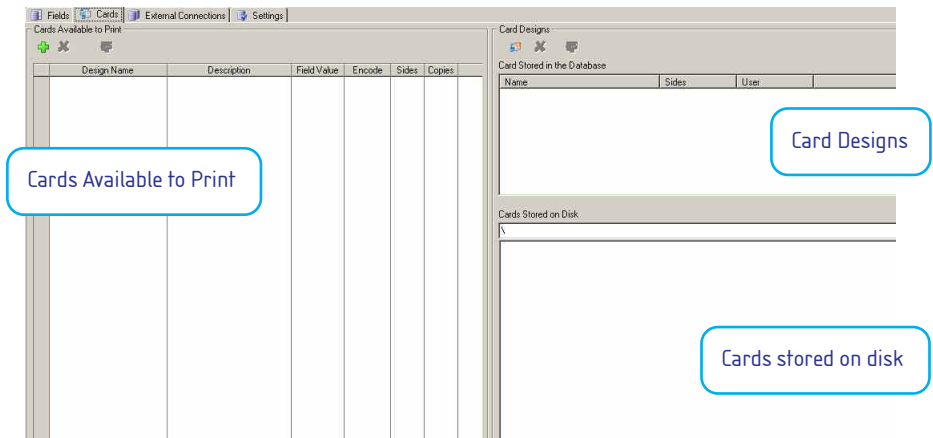 Fields Cards External Connections Settings
Cards Available to Print
Design Name Description Field Value Encode Sides Copies
Cards Available to Print
Card Designs
Card Stored in the Database
Name Sides User
Card Designs
Cards Stored on Disk
\
Cards stored on disk